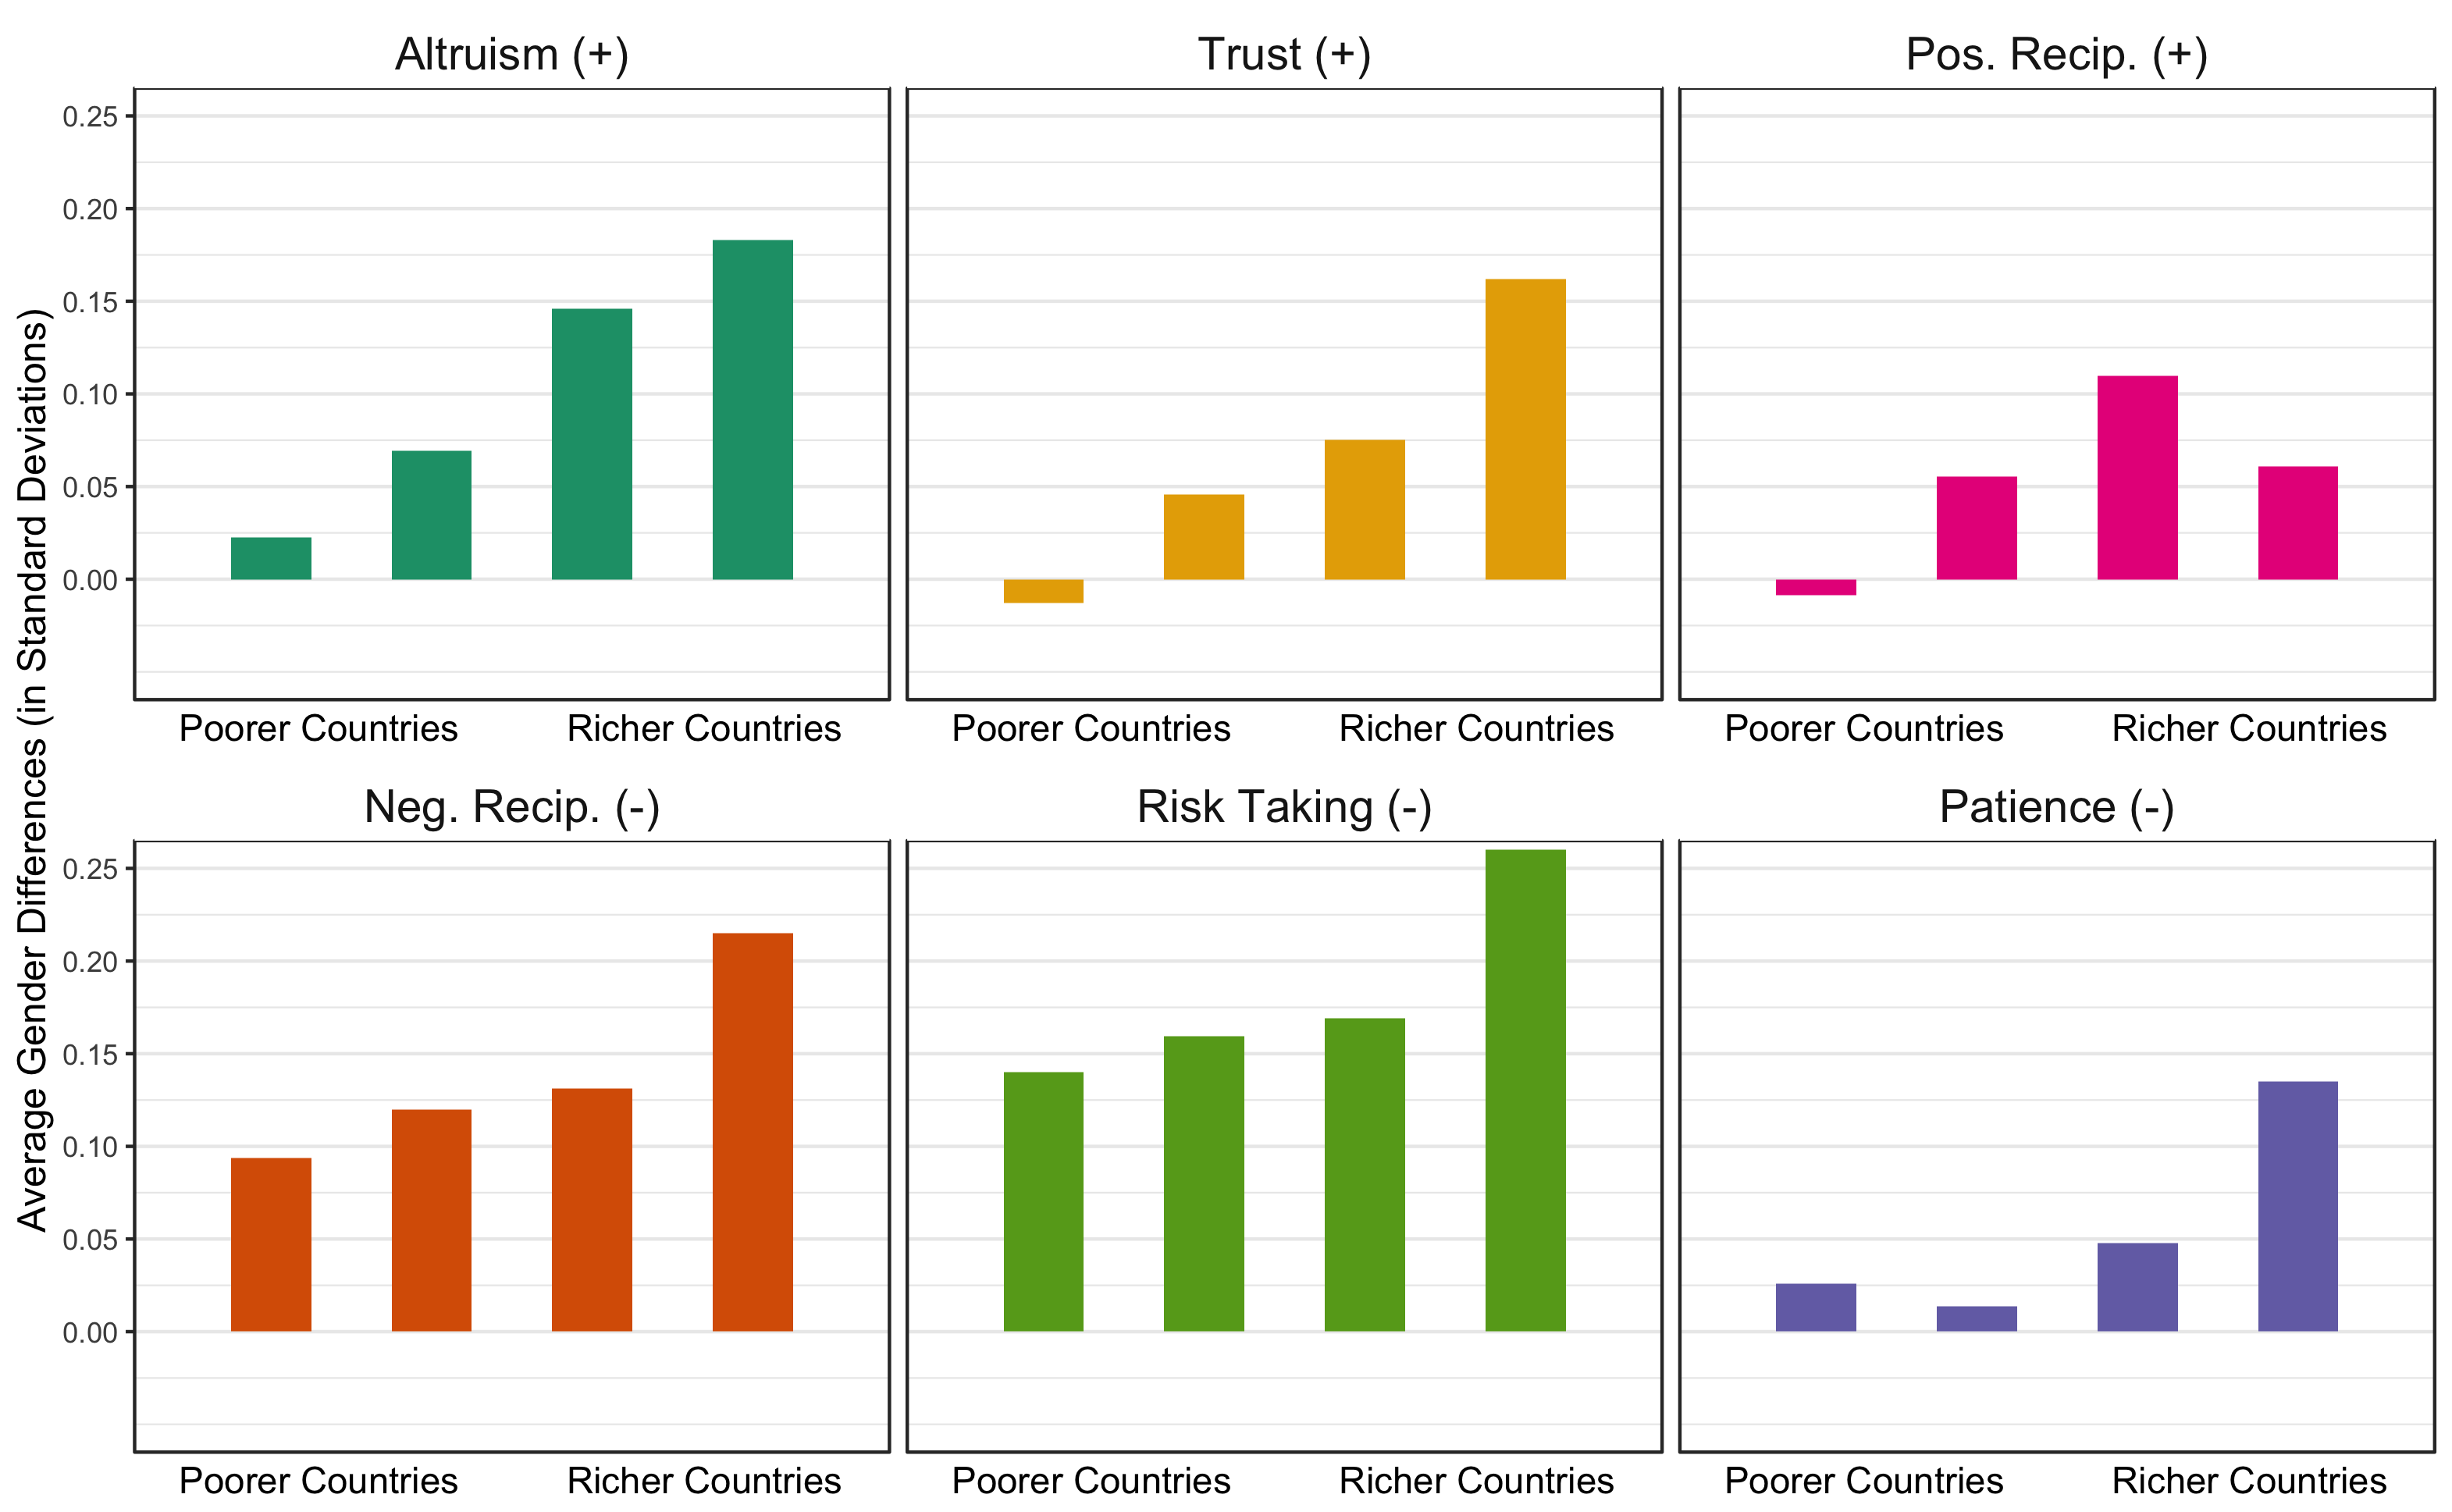 Altruism (+)
Trust (+)
Pos. Recip. (+)
Average Gender Differences (in Standard Deviations)
0.25
0.20
0.15
0.10
0.05
0.00
Poorer Countries
Richer Countries
Poorer Countries
Richer Countries
Poorer Countries
Richer Countries
Neg. Recip. (-)
Risk Taking (-)
Patience (-)
0.25
0.20
0.15
0.10
0.05
0.00
Poorer Countries
Richer Countries
Poorer Countries
Richer Countries
Poorer Countries
Richer Countries